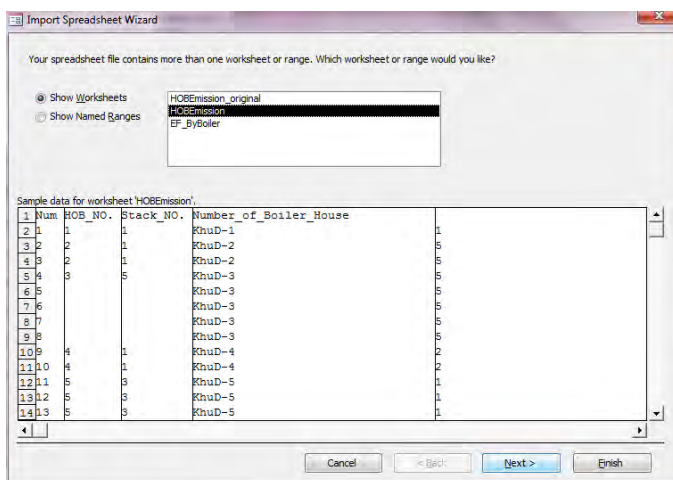 Import Spreadsheet Wizard
Your spreadsheet file contains more than one worksheet or range. Which worksheet or range would you like?
Show Worksheets
Show Named Ranges
HOBEmission_original
HOBEmission
EF_ByBoiler
Sample data for worksheet 'HOBEmission'.
1 Num HOB_NO. Stack_NO. Number_of_Boiler_House
2 1 1 1 KhuD-1 1
3 2 2 1 KhuD-2 5
4 3 2 1 KhuD-2 5
5 4 3 5 KhuD-3 5
6 5 KhuD-3 5
7 6 KhuD-3 5
8 7 KhuD-3 5
9 8 KhuD-3 5
10 9 4 1 KhuD-4 2
11 10 4 1 KhuD-4 2
12 11 5 3 KhuD-5 1
13 12 5 3 KhuD-5 1
14 13 5 3 KhuD-5 1
Cancel < Back Next > Finish